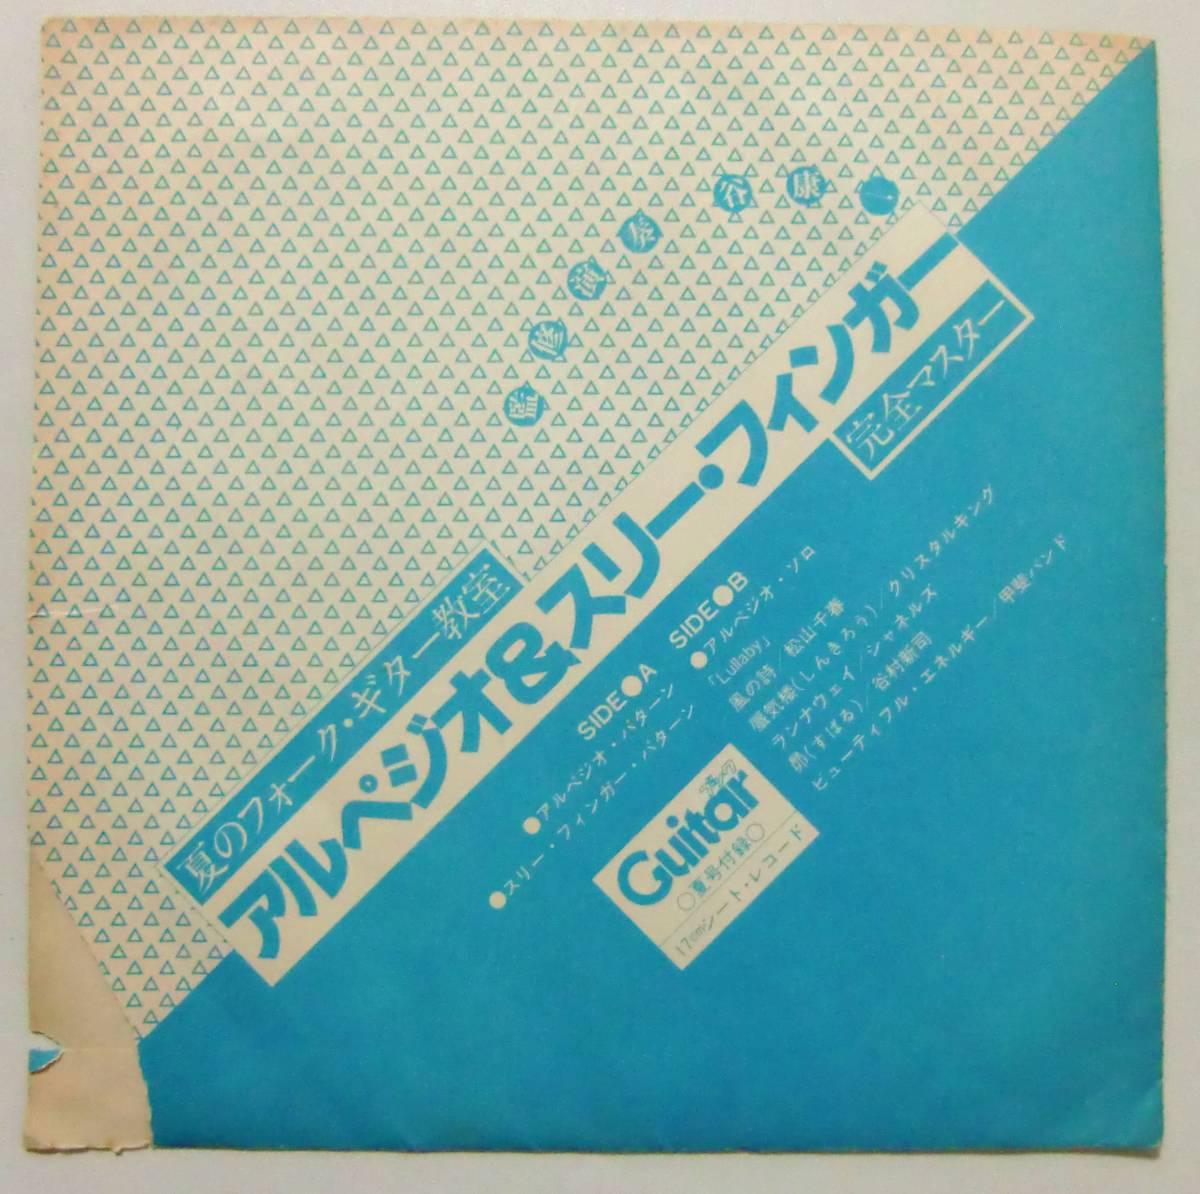 監修演奏 谷康一
夏のフォーク・ギター教室
アルペジオ&スリー・フィンガー
完全マスター
SIDE●A
●アルペジオ・パターン
●スリー・フィンガー・パターン
SIDE●B
●アルペジオ・ソロ
「Lullaby」
風の詩/松山千春
蜃気楼(しんきろう)/クリスタルキング
ランナウェイ/シャネルズ
昴(すばる)/谷村新司
ビューティフル・エネルギー/甲斐バンド
Guitar
○夏号付録○
17cmシート・レコード